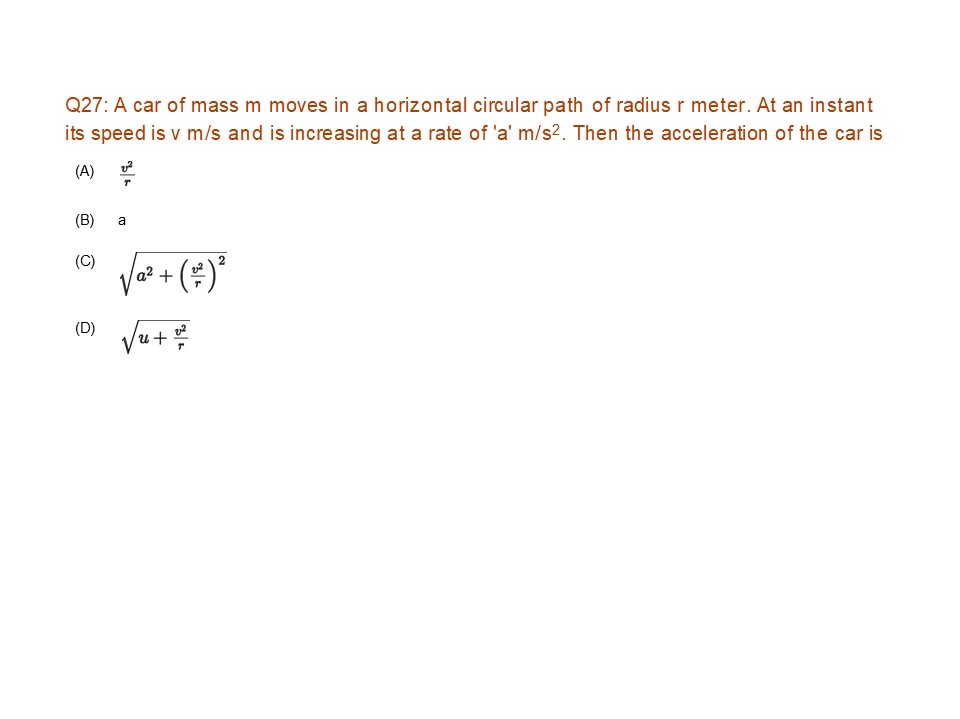 Q27: A car of mass m moves in a horizontal circular path of radius r meter. At an instant
its speed is v m/s and is increasing at a rate of 'a' m/s². Then the acceleration of the car is
(A) \frac{v^2}{r}
(B) a
(C) \sqrt{a^2 + \left(\frac{v^2}{r}\right)^2}
(D) \sqrt{u + \frac{v^2}{r}}